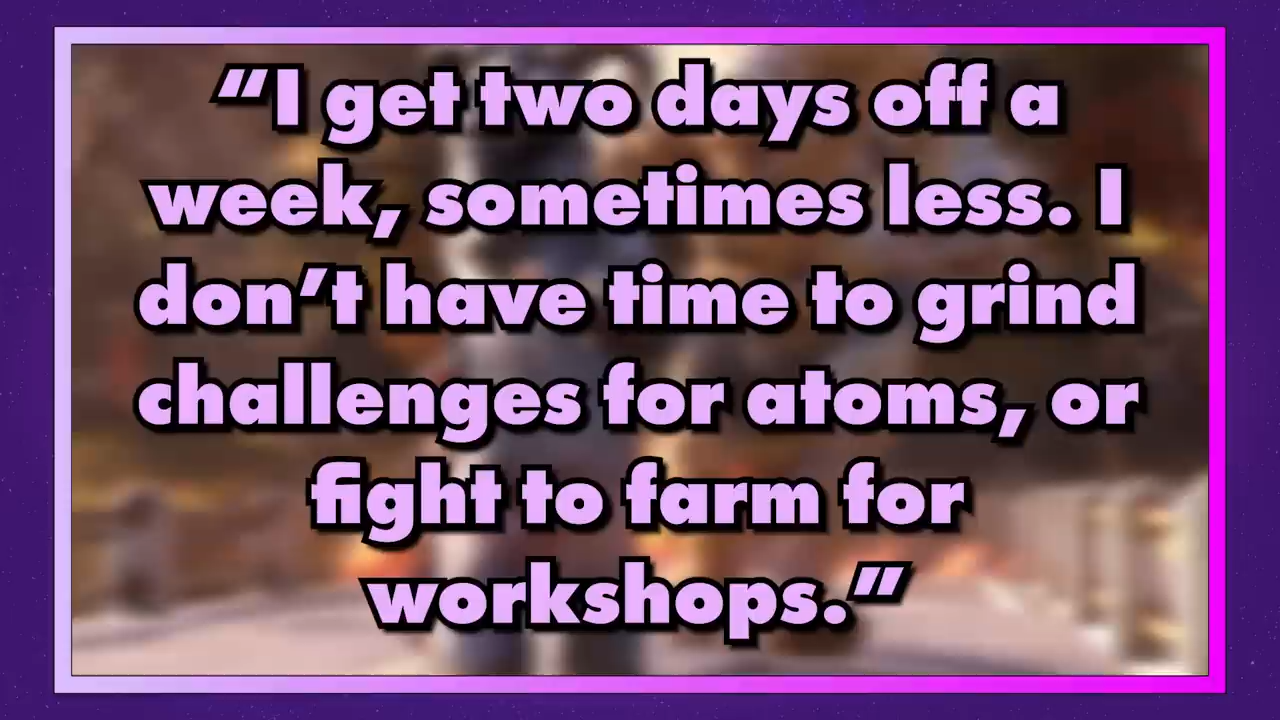 “I get two days off a
week, sometimes less. I
don’t have time to grind
challenges for atoms, or
fight to farm for
workshops.”